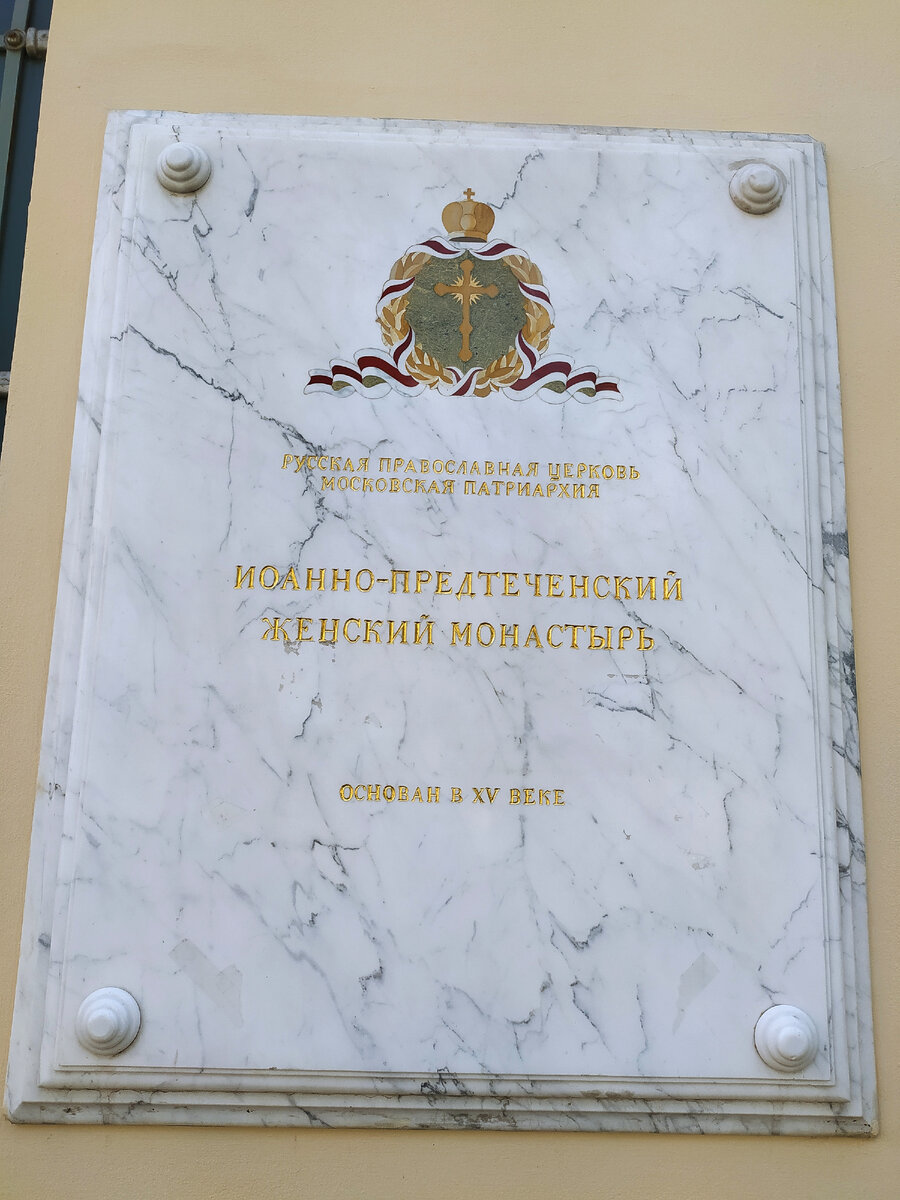 РУССКАЯ ПРАВОСЛАВНАЯ ЦЕРКОВЬ
МОСКОВСКАЯ ПАТРИАРХИЯ
ИОАННО-ПРЕДТЕЧЕНСКИЙ
ЖЕНСКИЙ МОНАСТЫРЬ
ОСНОВАН В XV ВЕКЕ